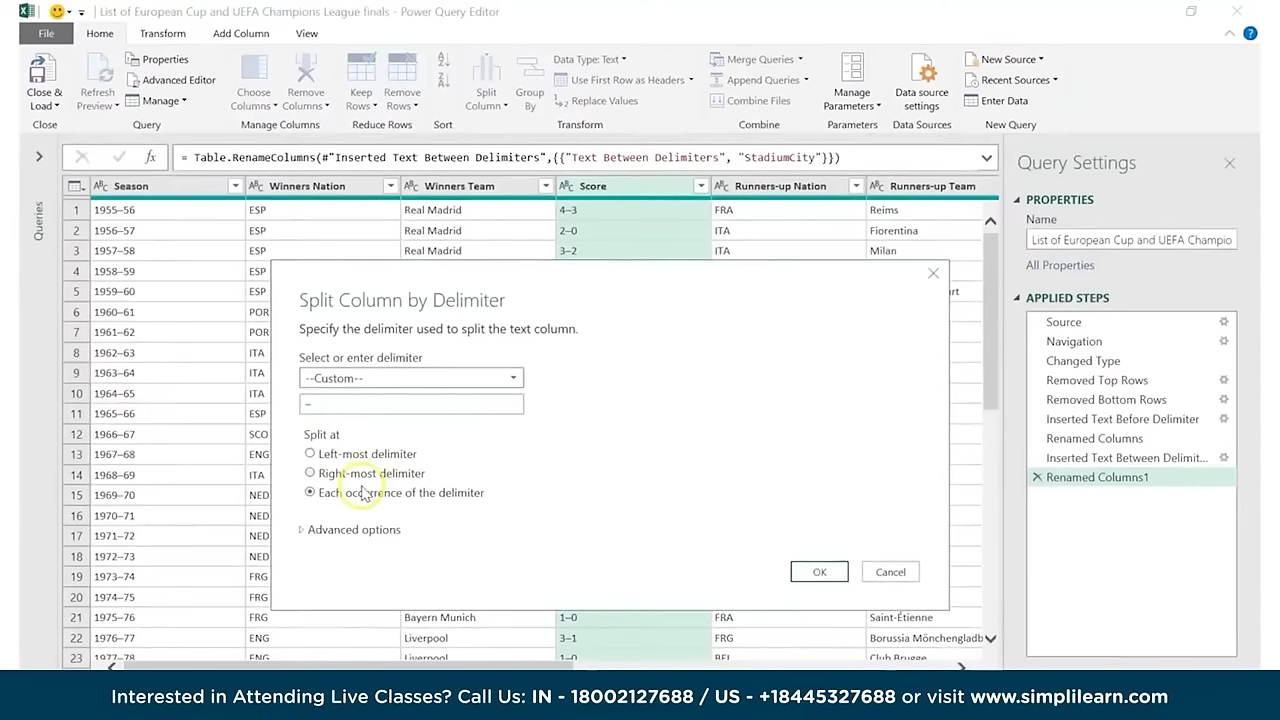 List of European Cup and UEFA Champions League finals - Power Query Editor
File Home Transform Add Column View
Close & Load
Refresh Preview
Properties
Advanced Editor
Manage
Choose Columns
Remove Columns
Keep Rows
Remove Rows
Split Column
Group By
Data Type: Text
Use First Row as Headers
Replace Values
Merge Queries
Append Queries
Combine Files
Manage Parameters
Data source settings
New Source
Recent Sources
Enter Data
Close Query Manage Columns Reduce Rows Sort Transform Combine Parameters Data Sources New Query
= Table.RenameColumns(#"Inserted Text Between Delimiters",{{"Text Between Delimiters", "StadiumCity"}})
Queries
Season Winners Nation Winners Team Score Runners-up Nation Runners-up Team
1 1955–56 ESP Real Madrid 4–3 FRA Reims
2 1956–57 ESP Real Madrid 2–0 ITA Fiorentina
3 1957–58 ESP Real Madrid 3–2 ITA Milan
4 1958–59 ESP
5 1959–60 ESP
6 1960–61 POR
7 1961–62 POR
8 1962–63 ITA
9 1963–64 ITA
10 1964–65 ITA
11 1965–66 ESP
12 1966–67 SCO
13 1967–68 ENG
14 1968–69 ITA
15 1969–70 NED
16 1970–71 NED
17 1971–72 NED
18 1972–73 NED
19 1973–74 FRG
20 1974–75 FRG
21 1975–76 FRG Bayern Munich 1–0 FRA Saint-Étienne
22 1976–77 ENG Liverpool 3–1 FRG Borussia Mönchengladb
23 1977–78 ENG Liverpool 1–0 BEL Club Brugge
Split Column by Delimiter
Specify the delimiter used to split the text column.
Select or enter delimiter
--Custom--
–
Split at
Left-most delimiter
Right-most delimiter
Each occurrence of the delimiter
Advanced options
OK Cancel
Query Settings
PROPERTIES
Name
List of European Cup and UEFA Champio
All Properties
APPLIED STEPS
Source
Navigation
Changed Type
Removed Top Rows
Removed Bottom Rows
Inserted Text Before Delimiter
Renamed Columns
Inserted Text Between Delimit...
Renamed Columns1
Interested in Attending Live Classes? Call Us: IN - 18002127688 / US - +18445327688 or visit www.simplilearn.com